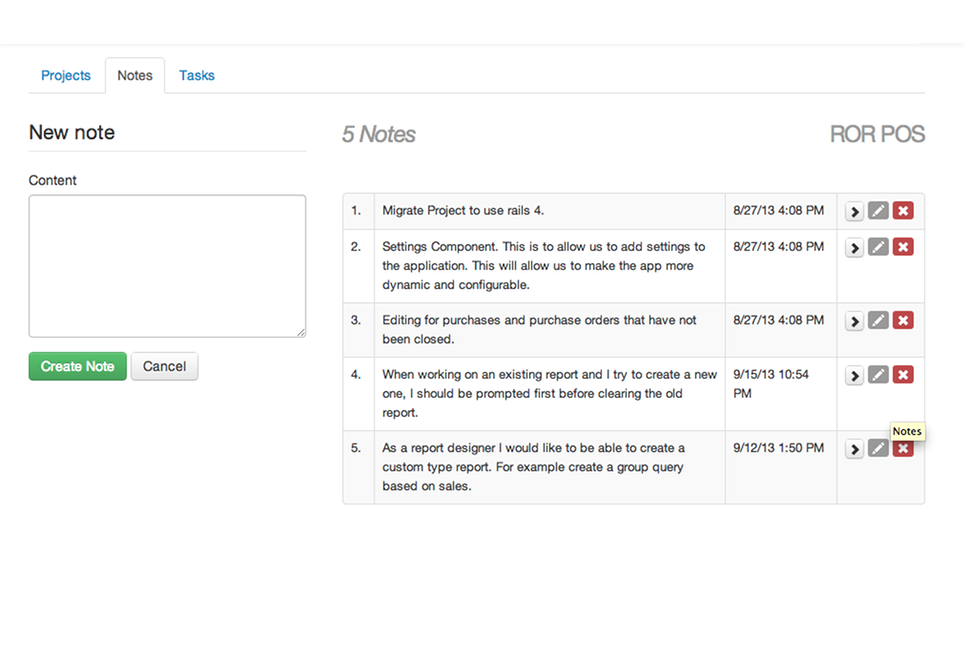 Projects Notes Tasks
New note
5 Notes
ROR POS
Content
1. Migrate Project to use rails 4. 8/27/13 4:08 PM
2. Settings Component. This is to allow us to add settings to 8/27/13 4:08 PM
the application. This will allow us to make the app more
dynamic and configurable.
3. Editing for purchases and purchase orders that have not 8/27/13 4:08 PM
been closed.
Create Note Cancel
4. When working on an existing report and I try to create a new 9/15/13 10:54
one, I should be prompted first before clearing the old PM
report.
Notes
5. As a report designer I would like to be able to create a 9/12/13 1:50 PM
custom type report. For example create a group query
based on sales.